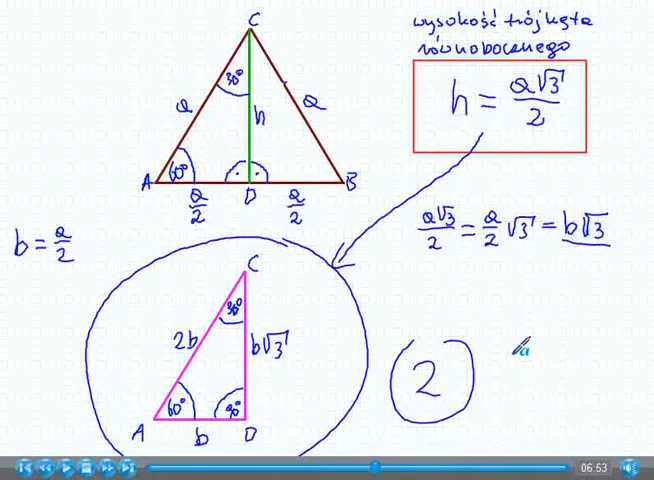 C
wysokość trójkąta
równobocznego
30°
a
h
a
h = a√3/2
60°
A
a/2
D
a/2
B
b = a/2
a√3/2 = a/2 √3 = b√3
C
30°
2b
b√3
2
60°
90°
A
b
D
06:53